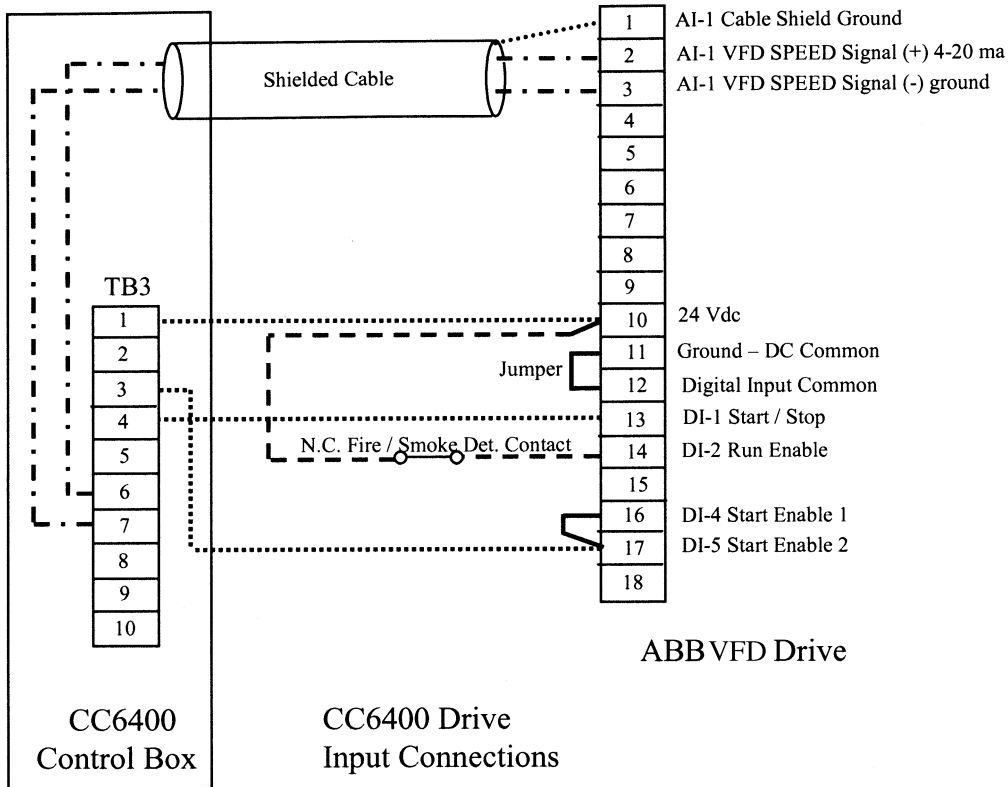 1 AI-1 Cable Shield Ground
2 AI-1 VFD SPEED Signal (+) 4-20 ma
3 AI-1 VFD SPEED Signal (-) ground
4
5
6
7
8
9
10 24 Vdc
11 Ground – DC Common
12 Digital Input Common
13 DI-1 Start / Stop
14 DI-2 Run Enable
15
16 DI-4 Start Enable 1
17 DI-5 Start Enable 2
18
ABB VFD Drive
Shielded Cable
Jumper
N.C. Fire / Smoke Det. Contact
TB3
1
2
3
4
5
6
7
8
9
10
CC6400
Control Box
CC6400 Drive
Input Connections